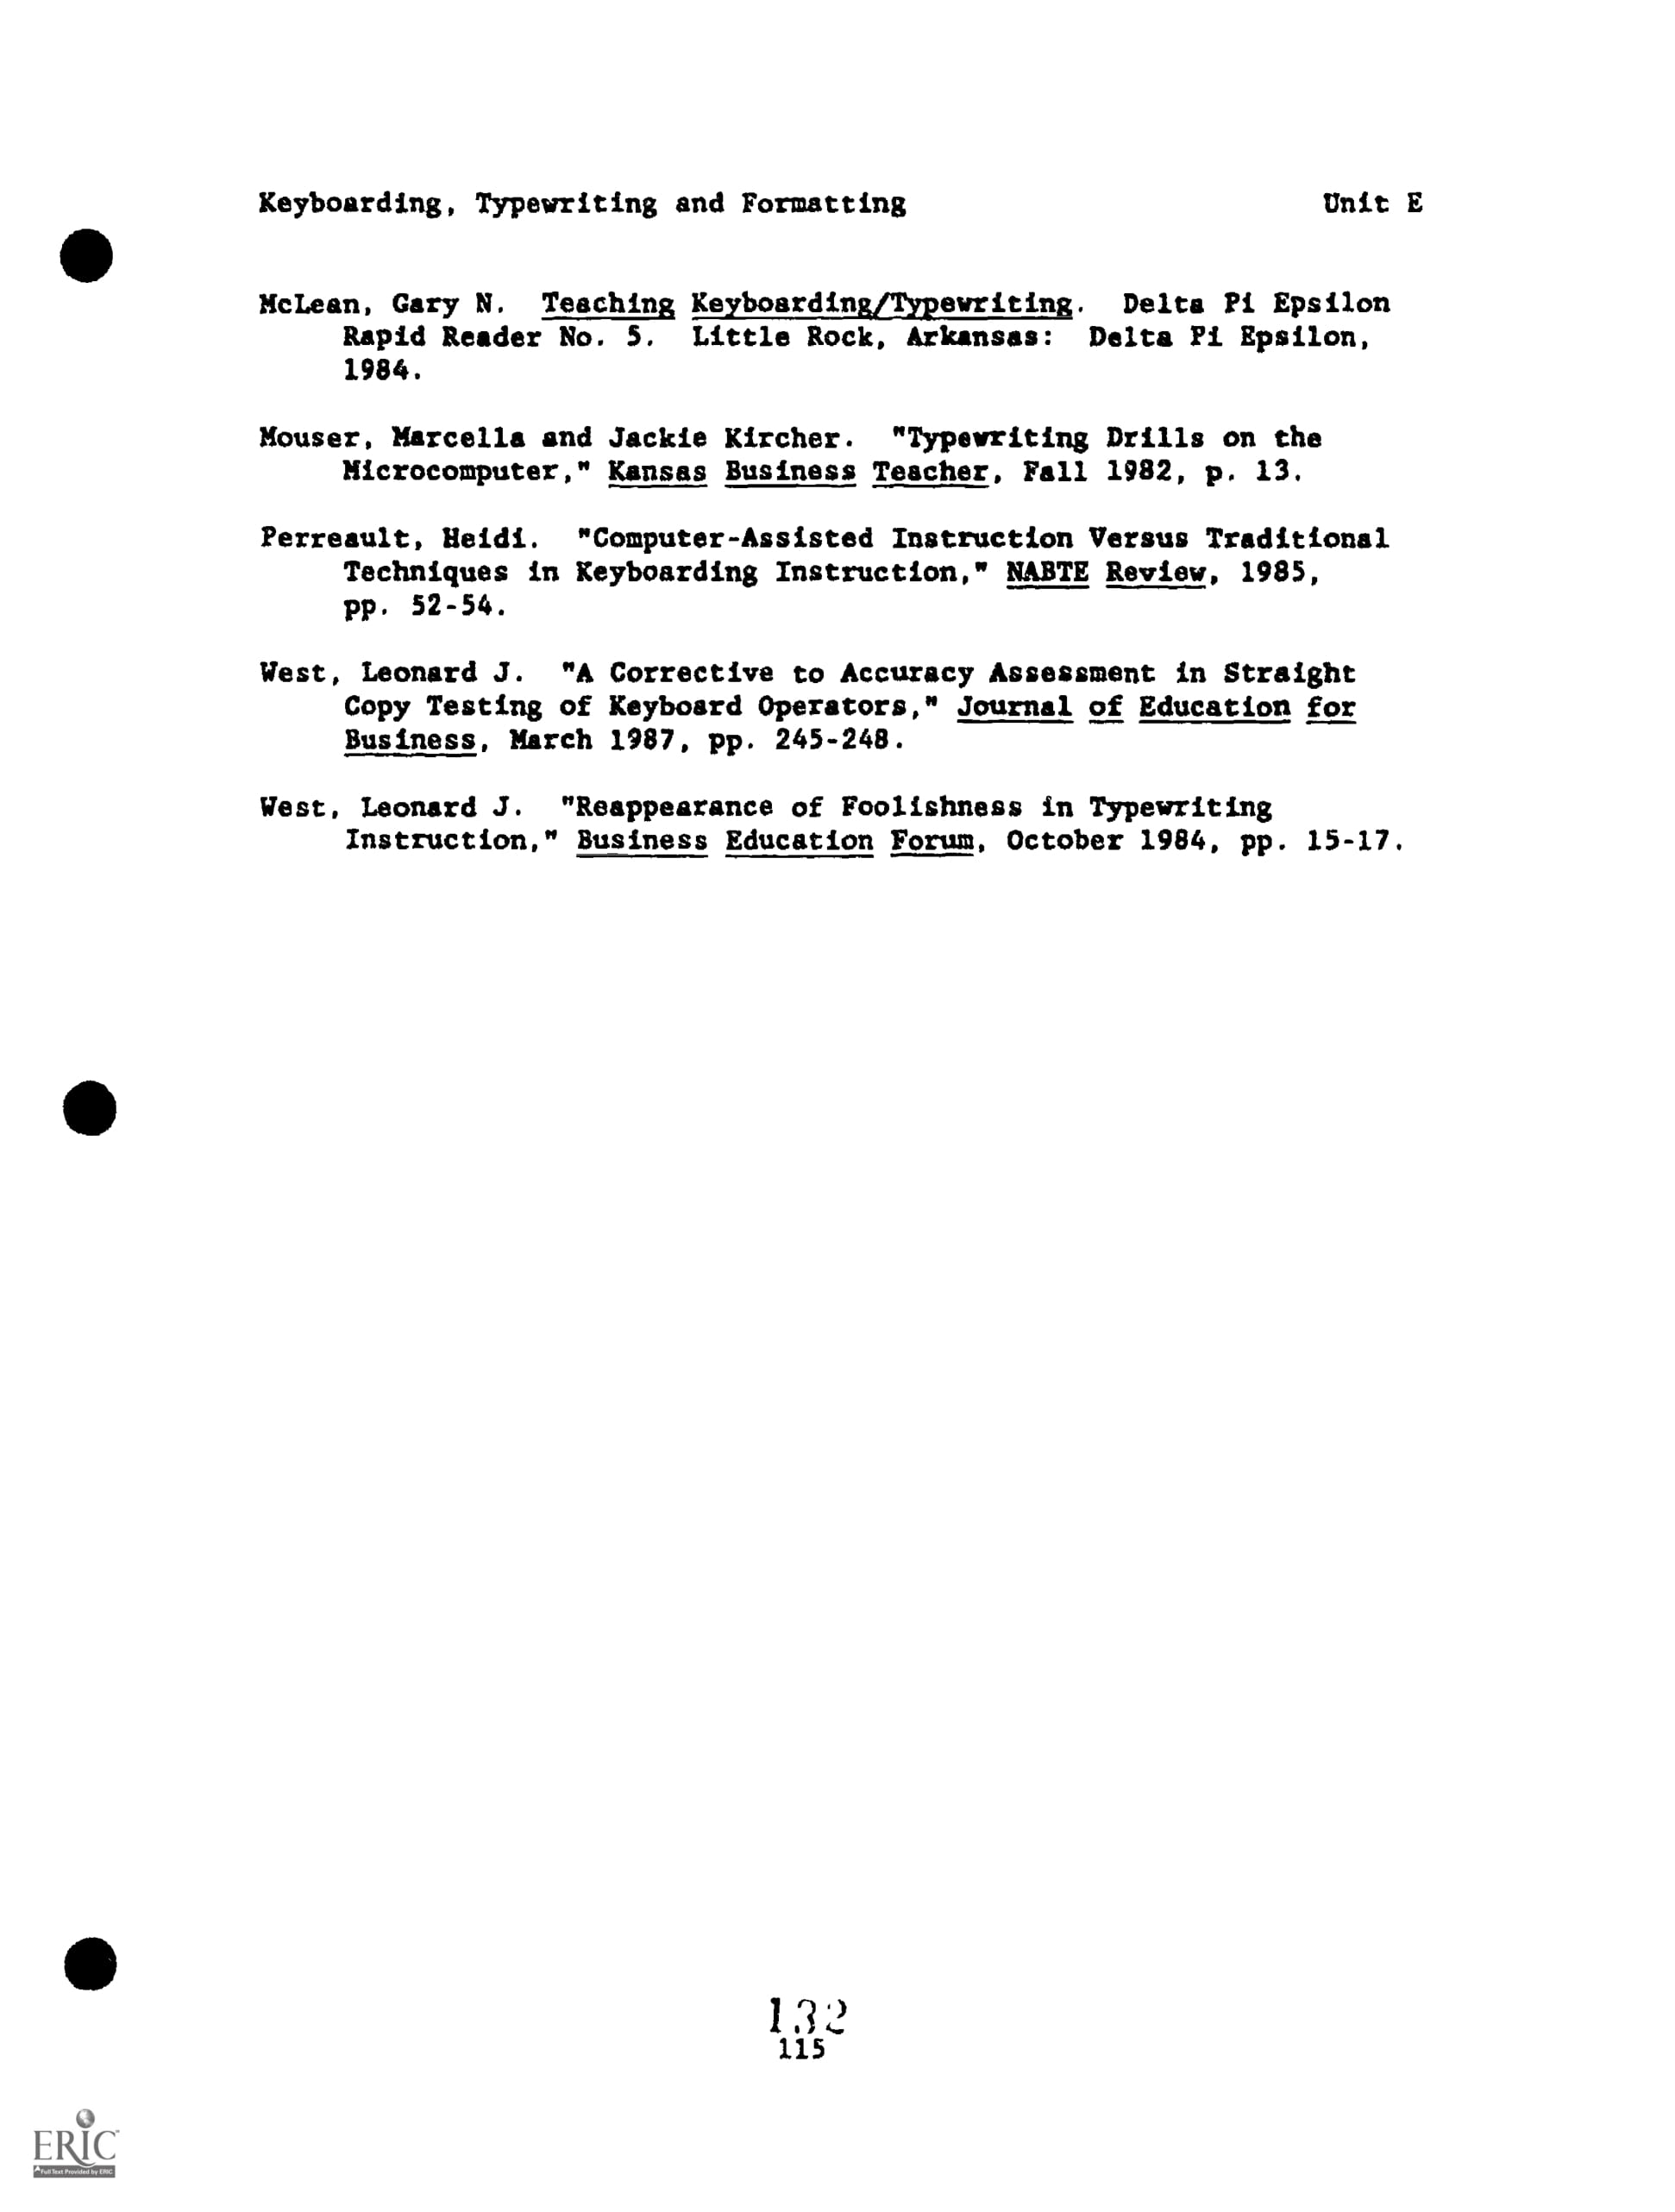 Keyboarding, Typewriting and Formatting Unit E
McLean, Gary N. Teaching Keyboarding/Typewriting. Delta Pi Epsilon
Rapid Reader No. 5. Little Rock, Arkansas: Delta Pi Epsilon,
1984.
Mouser, Marcella and Jackie Kircher. "Typewriting Drills on the
Microcomputer," Kansas Business Teacher, Fall 1982, p. 13.
Perreault, Heidi. "Computer-Assisted Instruction Versus Traditional
Techniques in Keyboarding Instruction," NABTE Review, 1985,
pp. 52-54.
West, Leonard J. "A Corrective to Accuracy Assessment in Straight
Copy Testing of Keyboard Operators," Journal of Education for
Business, March 1987, pp. 245-248.
West, Leonard J. "Reappearance of Foolishness in Typewriting
Instruction," Business Education Forum, October 1984, pp. 15-17.
132
115
ERIC
Full Text Provided by ERIC